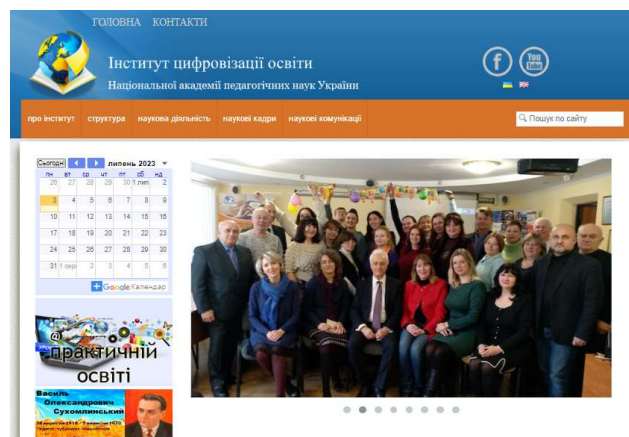 ГОЛОВНА КОНТАКТИ
Інститут цифровізації освіти
Національної академії педагогічних наук України
You
Tube
про інститут структура наукова діяльність наукові кадри наукові комунікації
Пошук по сайту
Сьогодні липень 2023
пн вт ср чт пт сб нд
26 27 28 29 30 1 лип 2
3 4 5 6 7 8 9
10 11 12 13 14 15 16
17 18 19 20 21 22 23
24 25 26 27 28 29 30
31 1 серп 2 3 4 5 6
Google Календар
@
практичній
освіті
Василь
Олександрович
Сухомлинський